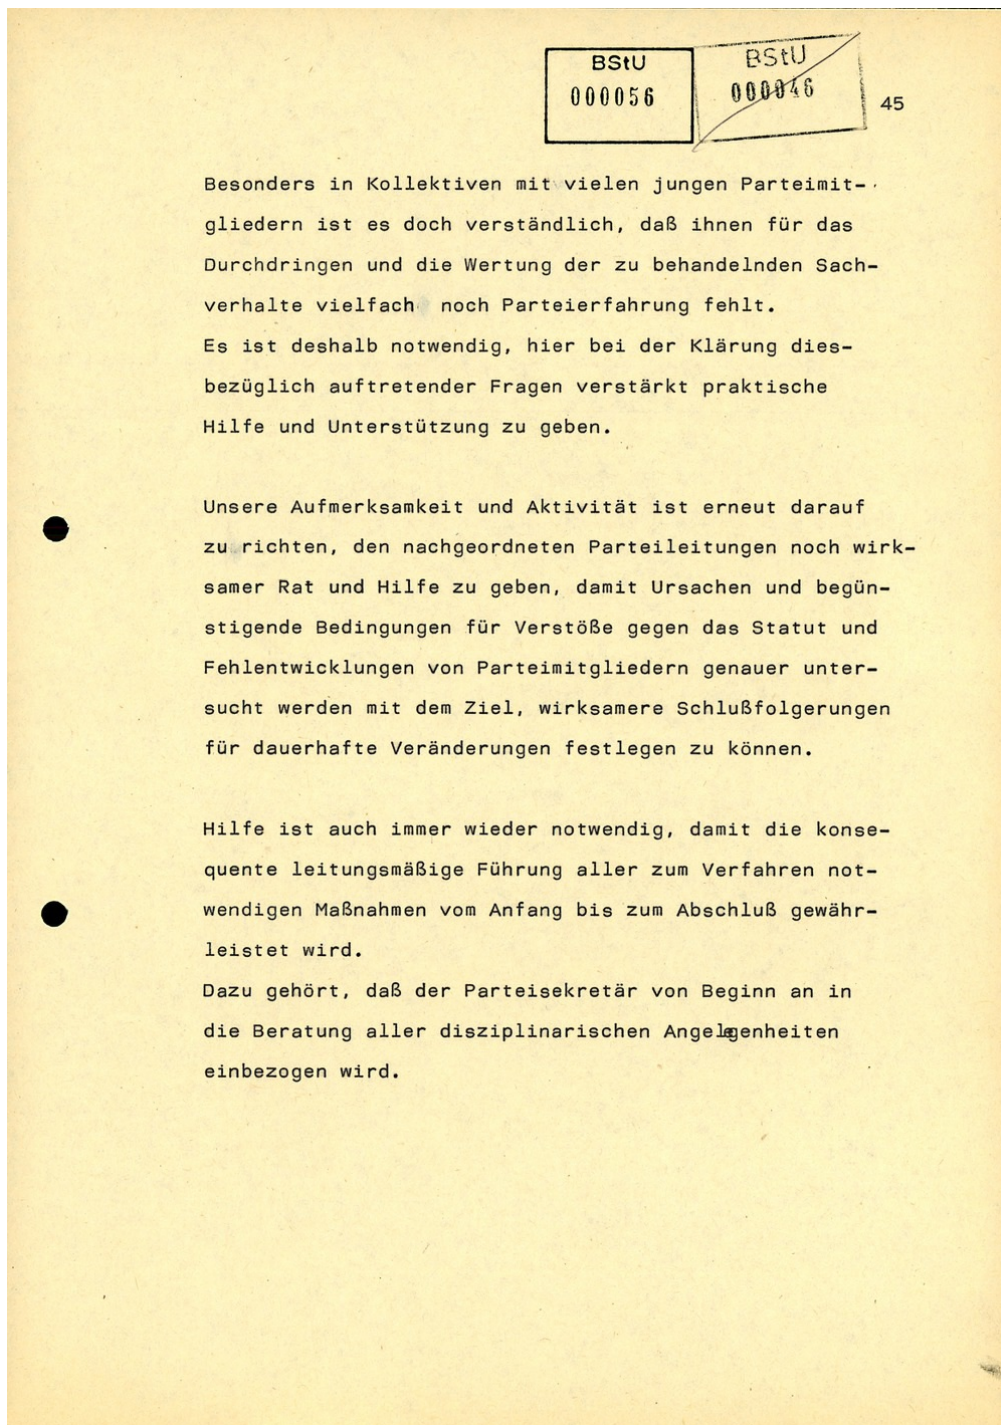 BStU
000056
BStU
000046
45
Besonders in Kollektiven mit vielen jungen Parteimit-
gliedern ist es doch verständlich, daß ihnen für das
Durchdringen und die Wertung der zu behandelnden Sach-
verhalte vielfach noch Parteierfahrung fehlt.
Es ist deshalb notwendig, hier bei der Klärung dies-
bezüglich auftretender Fragen verstärkt praktische
Hilfe und Unterstützung zu geben.
Unsere Aufmerksamkeit und Aktivität ist erneut darauf
zu richten, den nachgeordneten Parteileitungen noch wirk-
samer Rat und Hilfe zu geben, damit Ursachen und begün-
stigende Bedingungen für Verstöße gegen das Statut und
Fehlentwicklungen von Parteimitgliedern genauer unter-
sucht werden mit dem Ziel, wirksamere Schlußfolgerungen
für dauerhafte Veränderungen festlegen zu können.
Hilfe ist auch immer wieder notwendig, damit die konse-
quente leitungsmäßige Führung aller zum Verfahren not-
wendigen Maßnahmen vom Anfang bis zum Abschluß gewähr-
leistet wird.
Dazu gehört, daß der Parteisekretär von Beginn an in
die Beratung aller disziplinarischen Angelegenheiten
einbezogen wird.